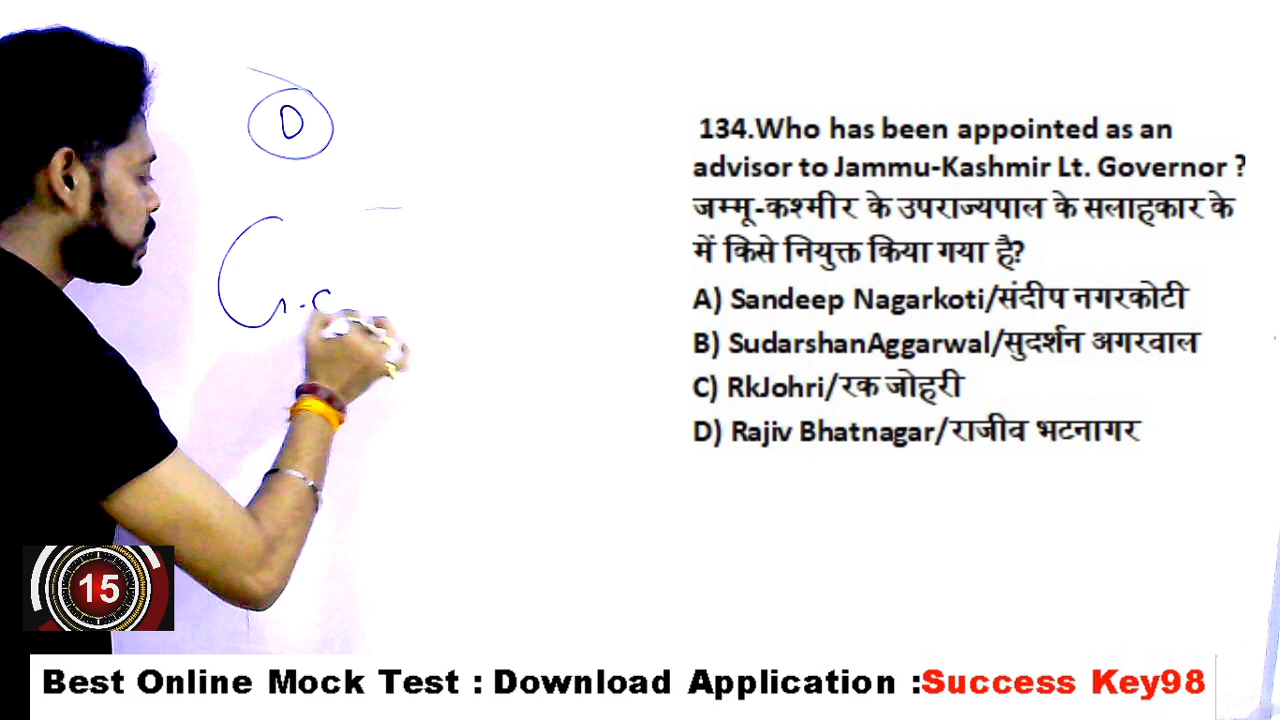 D
G.C
134.Who has been appointed as an
advisor to Jammu-Kashmir Lt. Governor ?
जम्मू-कश्मीर के उपराज्यपाल के सलाहकार के
में किसे नियुक्त किया गया है?
A) Sandeep Nagarkoti/संदीप नगरकोटी
B) SudarshanAggarwal/सुदर्शन अगरवाल
C) RkJohri/रक जोहरी
D) Rajiv Bhatnagar/राजीव भटनागर
15
Best Online Mock Test : Download Application :Success Key98